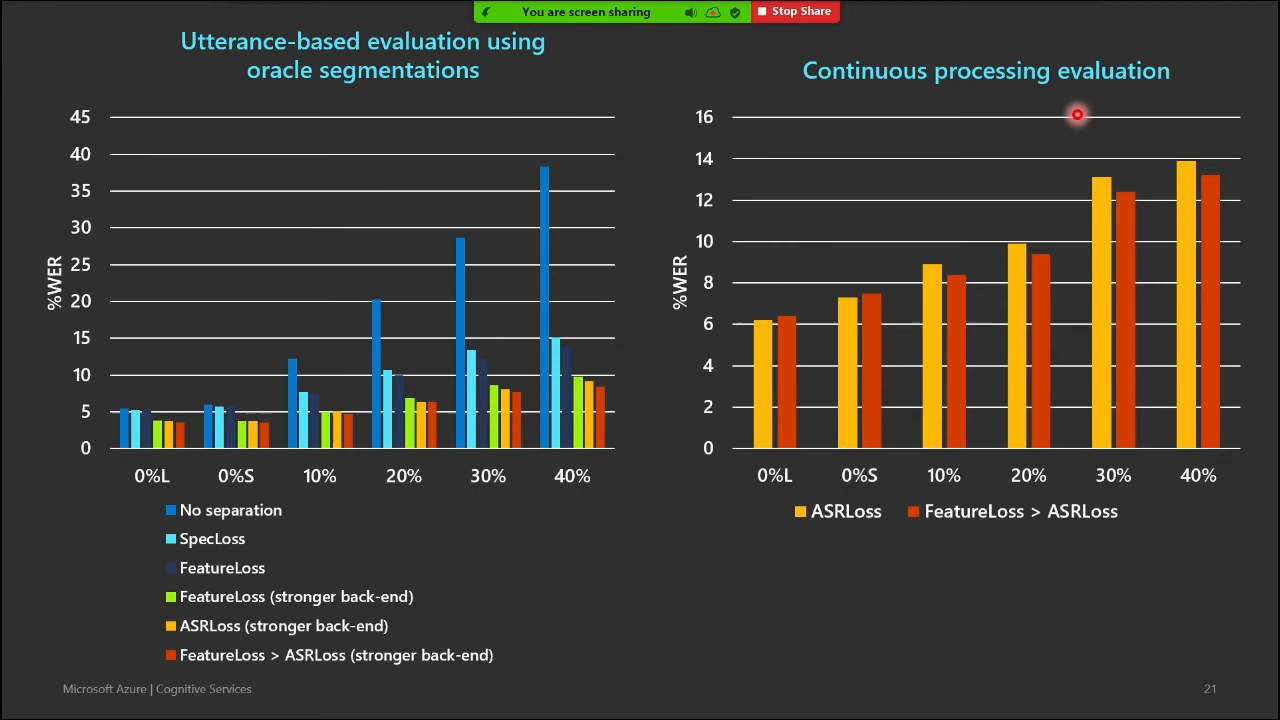 You are screen sharing
Stop Share
Utterance-based evaluation using
oracle segmentations
45
40
35
30
25
20
15
10
5
0
%WER
0%L 0%S 10% 20% 30% 40%
No separation
SpecLoss
FeatureLoss
FeatureLoss (stronger back-end)
ASRLoss (stronger back-end)
FeatureLoss > ASRLoss (stronger back-end)
Continuous processing evaluation
16
14
12
10
8
6
4
2
0
%WER
0%L 0%S 10% 20% 30% 40%
ASRLoss FeatureLoss > ASRLoss
Microsoft Azure | Cognitive Services
21